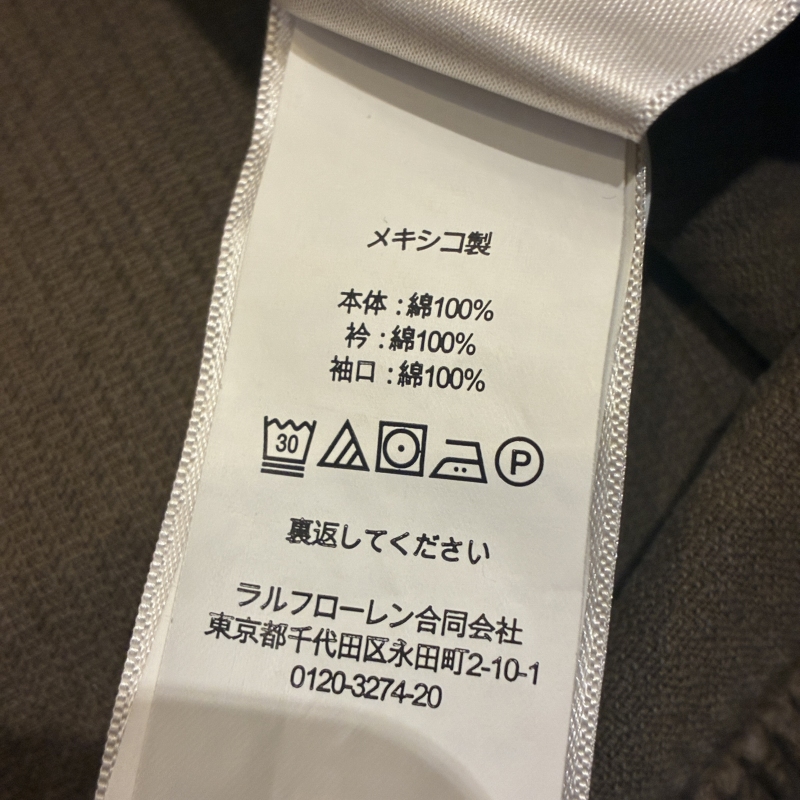 メキシコ製
本体 : 綿100%
衿 : 綿100%
袖口 : 綿100%
30 P
裏返してください
ラルフローレン合同会社
東京都千代田区永田町2-10-1
0120-3274-20